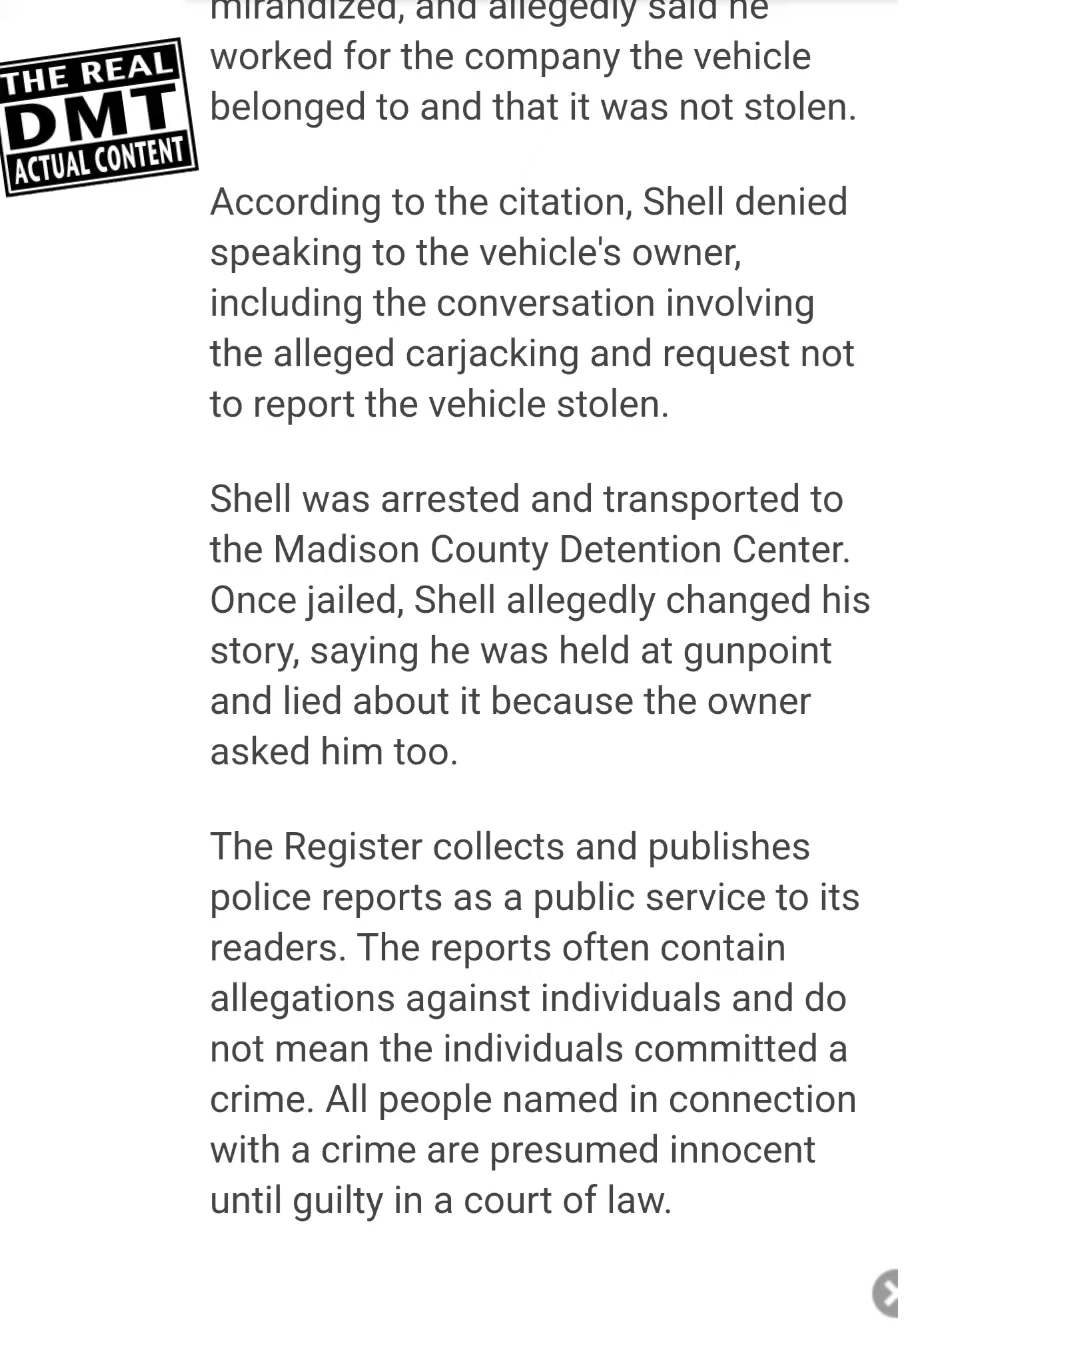 mirandized, and allegedly said he
THE REAL
DMT
ACTUAL CONTENT
worked for the company the vehicle
belonged to and that it was not stolen.
According to the citation, Shell denied
speaking to the vehicle's owner,
including the conversation involving
the alleged carjacking and request not
to report the vehicle stolen.
Shell was arrested and transported to
the Madison County Detention Center.
Once jailed, Shell allegedly changed his
story, saying he was held at gunpoint
and lied about it because the owner
asked him too.
The Register collects and publishes
police reports as a public service to its
readers. The reports often contain
allegations against individuals and do
not mean the individuals committed a
crime. All people named in connection
with a crime are presumed innocent
until guilty in a court of law.